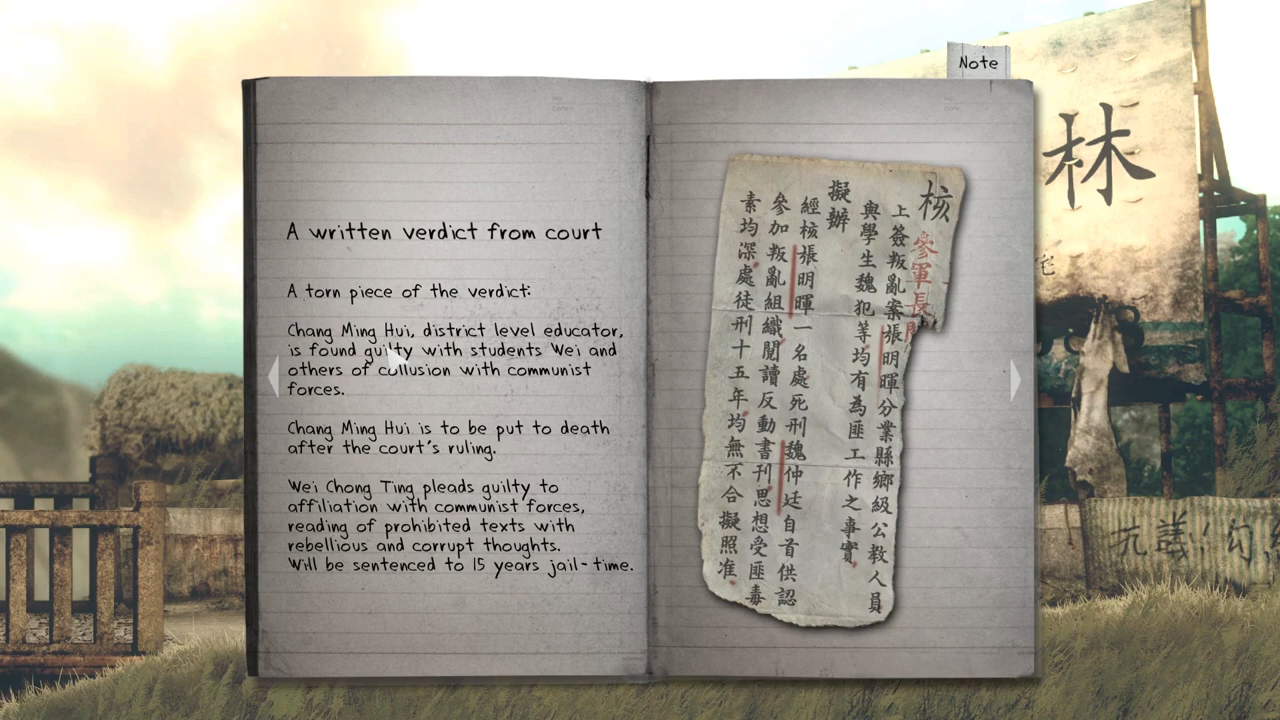 Note
A written verdict from court
A torn piece of the verdict:
Chang Ming Hui, district level educator,
is found guilty with students Wei and
others of collusion with communist
forces.
Chang Ming Hui is to be put to death
after the court's ruling.
Wei Chong Ting pleads guilty to
affiliation with communist forces,
reading of prohibited texts with
rebellious and corrupt thoughts.
Will be sentenced to 15 years jail-time.
核
參軍長
上簽叛亂案張明暉分業縣鄉級公教人員
與學生魏犯等均有為匪工作之事實
擬辦
經核張明暉一名處死刑魏仲廷自首供認
參加叛亂組織閱讀反動書刊思想受匪毒
素均深處徒刑十五年均無不合擬照准
林
宅
抗議!勾